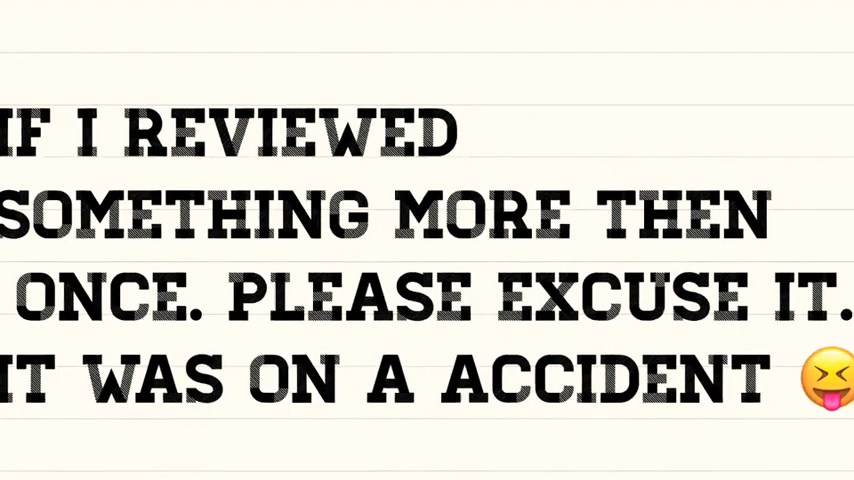 IF I REVIEWED
SOMETHING MORE THEN
ONCE. PLEASE EXCUSE IT.
IT WAS ON A ACCIDENT 😝